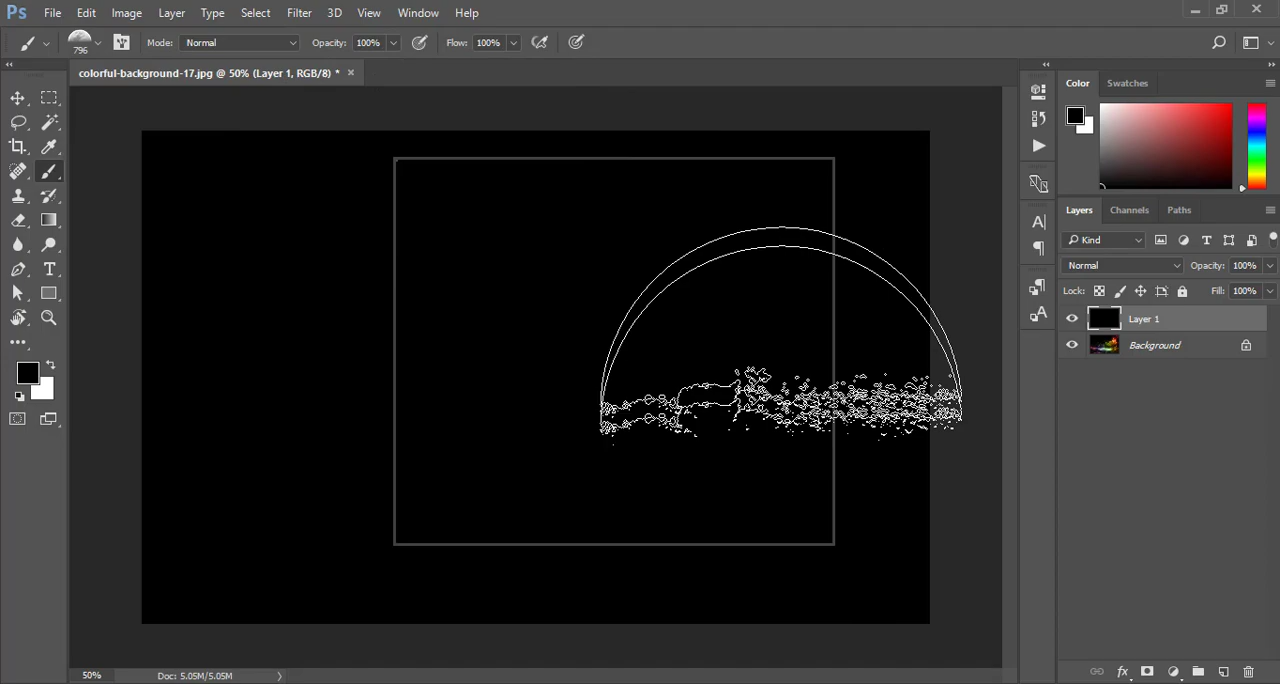 Ps File Edit Image Layer Type Select Filter 3D View Window Help
796 Mode: Normal Opacity: 100% Flow: 100%
colorful-background-17.jpg @ 50% (Layer 1, RGB/8) * ×
Color Swatches
Layers Channels Paths
Kind
Normal Opacity: 100%
Lock: Fill: 100%
Layer 1
Background
50% Doc: 5.05M/5.05M